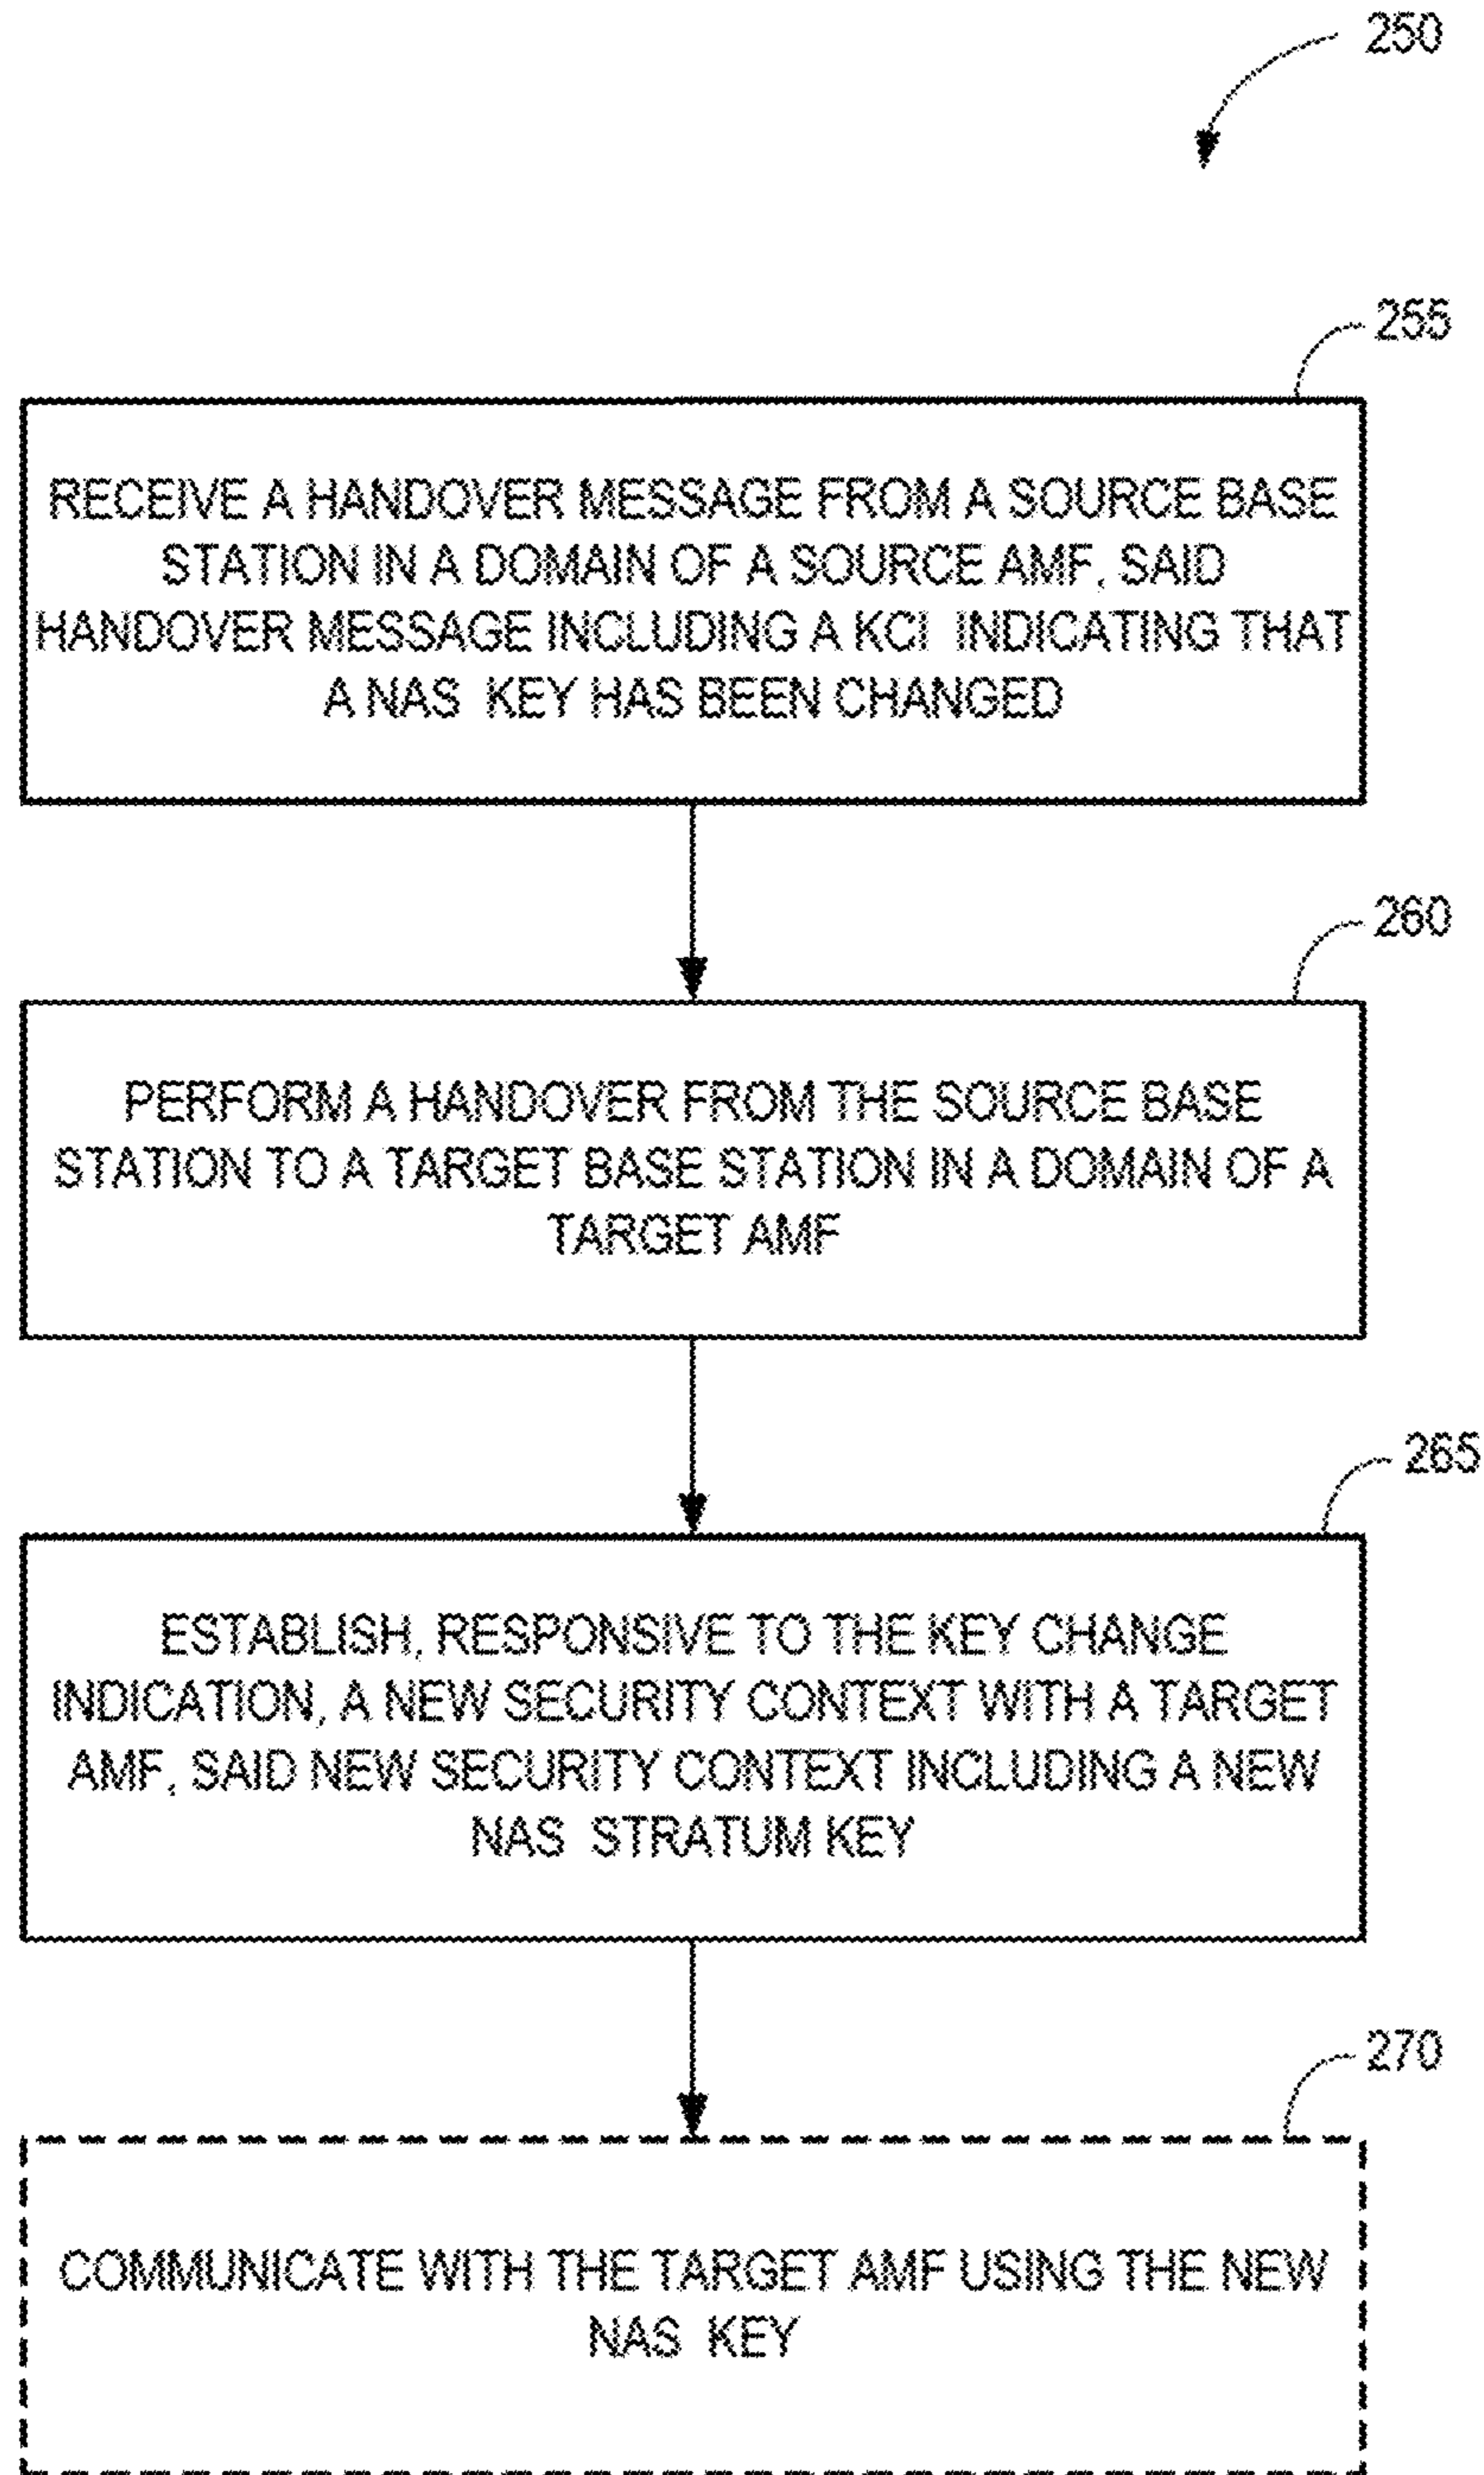 250
255
RECEIVE A HANDOVER MESSAGE FROM A SOURCE BASE
STATION IN A DOMAIN OF A SOURCE AMF, SAID
HANDOVER MESSAGE INCLUDING A KCI INDICATING THAT
A NAS KEY HAS BEEN CHANGED
260
PERFORM A HANDOVER FROM THE SOURCE BASE
STATION TO A TARGET BASE STATION IN A DOMAIN OF A
TARGET AMF
265
ESTABLISH, RESPONSIVE TO THE KEY CHANGE
INDICATION, A NEW SECURITY CONTEXT WITH A TARGET
AMF, SAID NEW SECURITY CONTEXT INCLUDING A NEW
NAS STRATUM KEY
270
COMMUNICATE WITH THE TARGET AMF USING THE NEW
NAS KEY